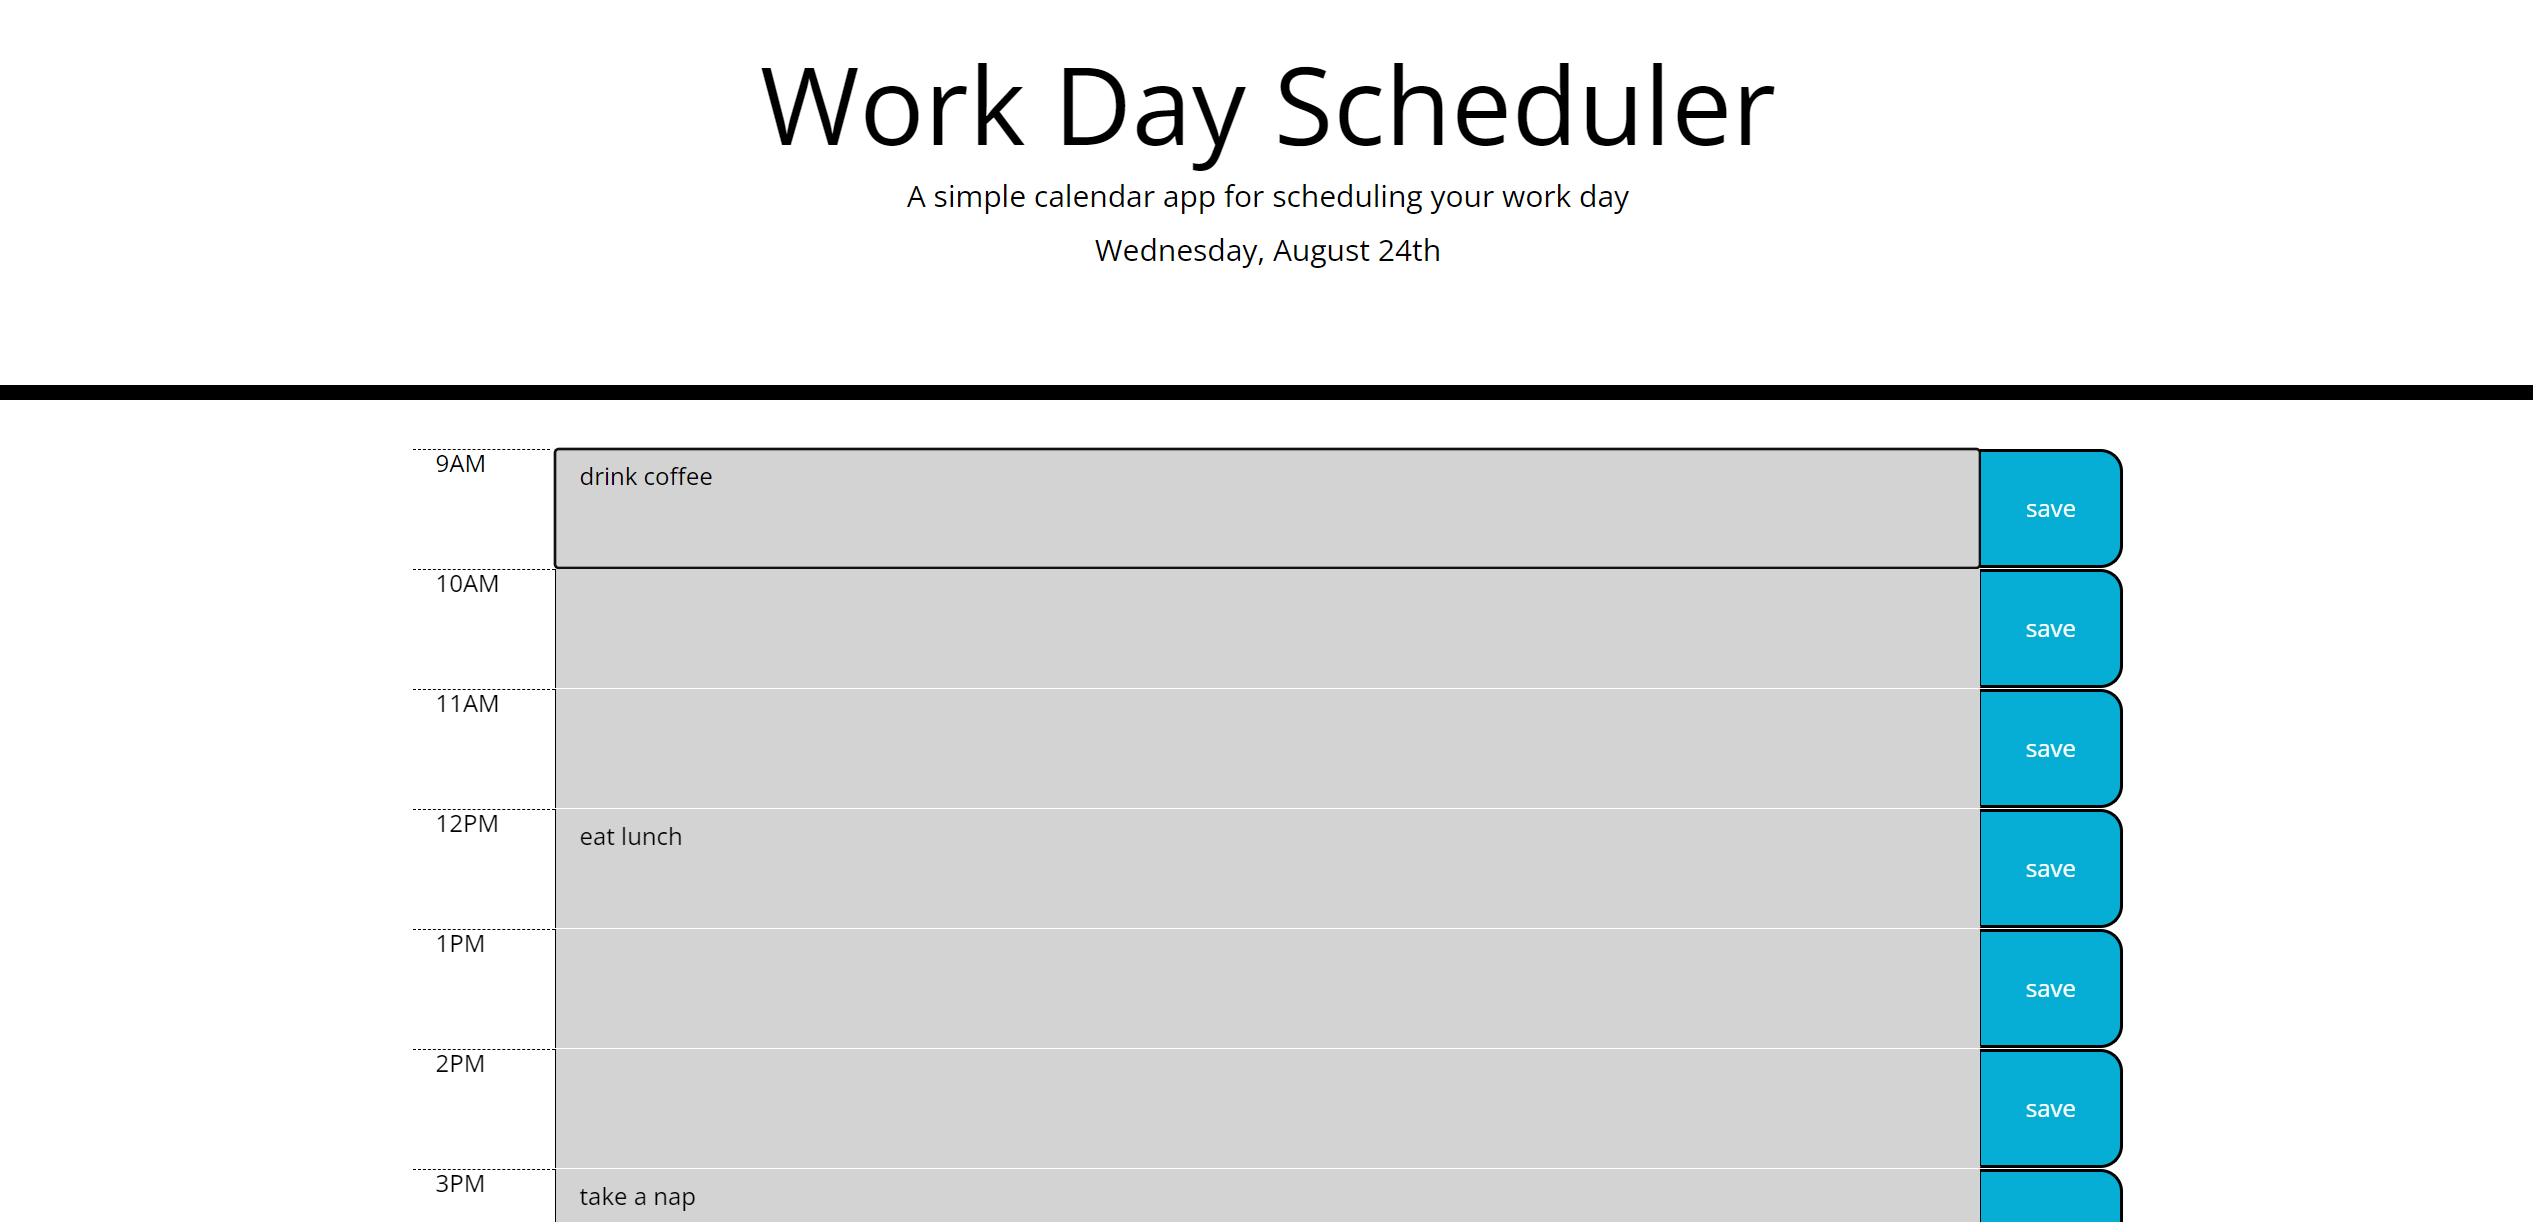 Work Day Scheduler
A simple calendar app for scheduling your work day
Wednesday, August 24th
9AM
drink coffee
save
10AM
save
11AM
save
12PM
eat lunch
save
1PM
save
2PM
save
3PM
take a nap